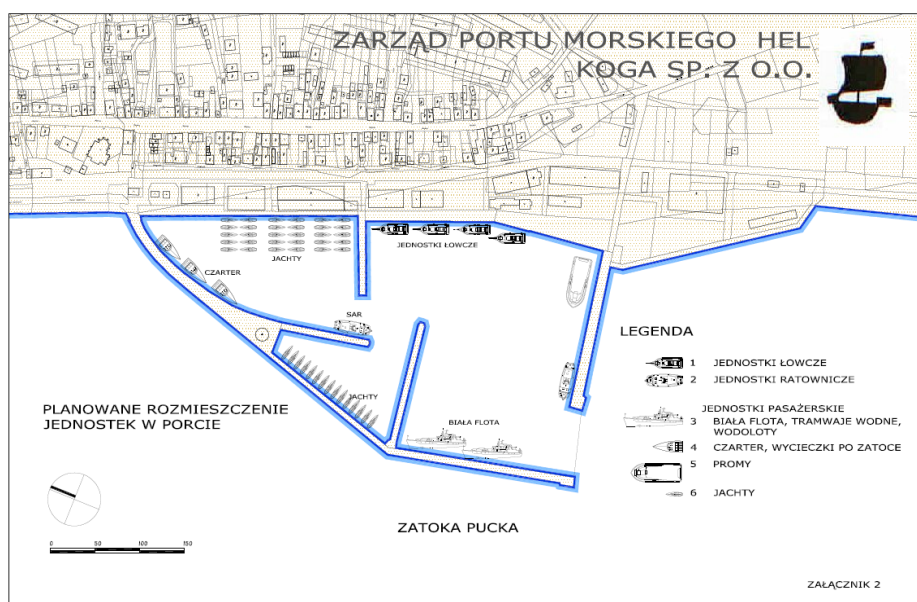 ZARZĄD PORTU MORSKIEGO HEL
KOGA SP. Z O.O.
JEDNOSTKI ŁOWCZE
JACHTY
CZARTER
SAR
LEGENDA
1 JEDNOSTKI ŁOWCZE
2 JEDNOSTKI RATOWNICZE
JEDNOSTKI PASAŻERSKIE
3 BIAŁA FLOTA, TRAMWAJE WODNE,
WODOLOTY
4 CZARTER, WYCIECZKI PO ZATOCE
5 PROMY
6 JACHTY
JACHTY
PLANOWANE ROZMIESZCZENIE
JEDNOSTEK W PORCIE
BIAŁA FLOTA
ZATOKA PUCKA
0 50 100 150
ZAŁĄCZNIK 2